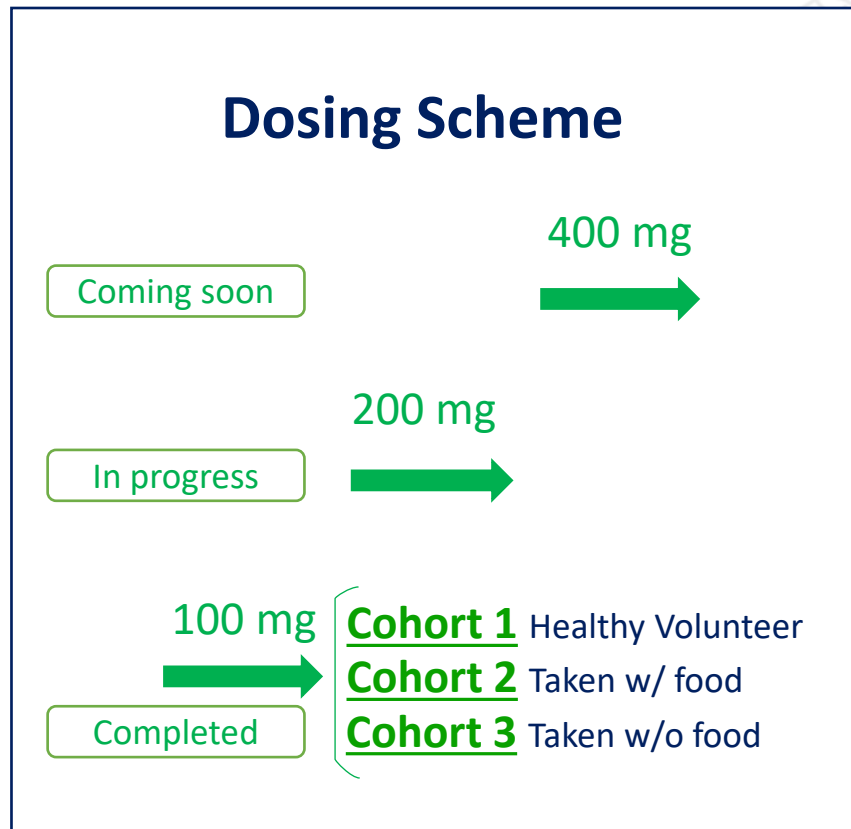 Dosing Scheme
400 mg
Coming soon
200 mg
In progress
100 mg
Cohort 1 Healthy Volunteer
Cohort 2 Taken w/ food
Completed
Cohort 3 Taken w/o food